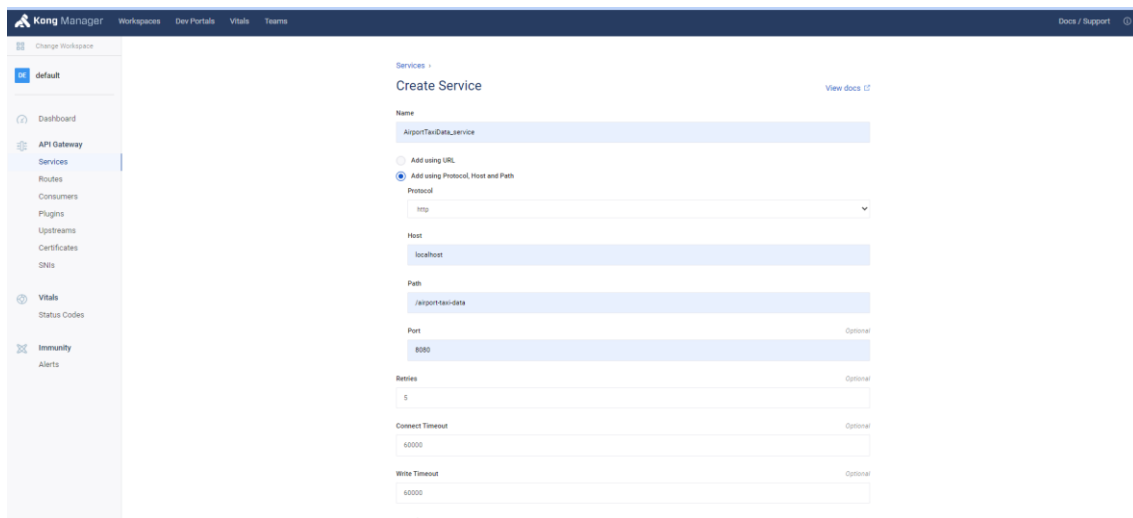 Kong Manager Workspaces Dev Portals Vitals Teams Docs / Support
Change Workspace
DE default
Dashboard
API Gateway
Services
Routes
Consumers
Plugins
Upstreams
Certificates
SNIs
Vitals
Status Codes
Immunity
Alerts
Services ›
Create Service
View docs
Name
AirportTaxiData_service
Add using URL
Add using Protocol, Host and Path
Protocol
http
Host
localhost
Path
/airport-taxi-data
Port Optional
8080
Retries Optional
5
Connect Timeout Optional
60000
Write Timeout Optional
60000